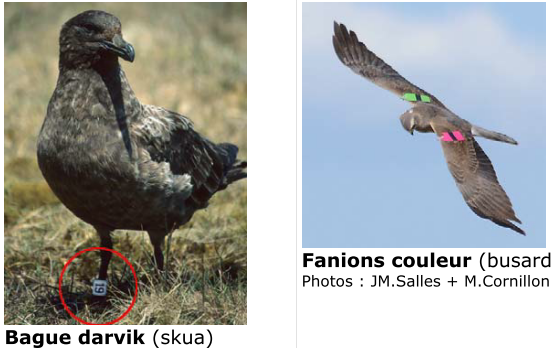 19
Bague darvik (skua)
Fanions couleur (busard
Photos : JM.Salles + M.Cornillon